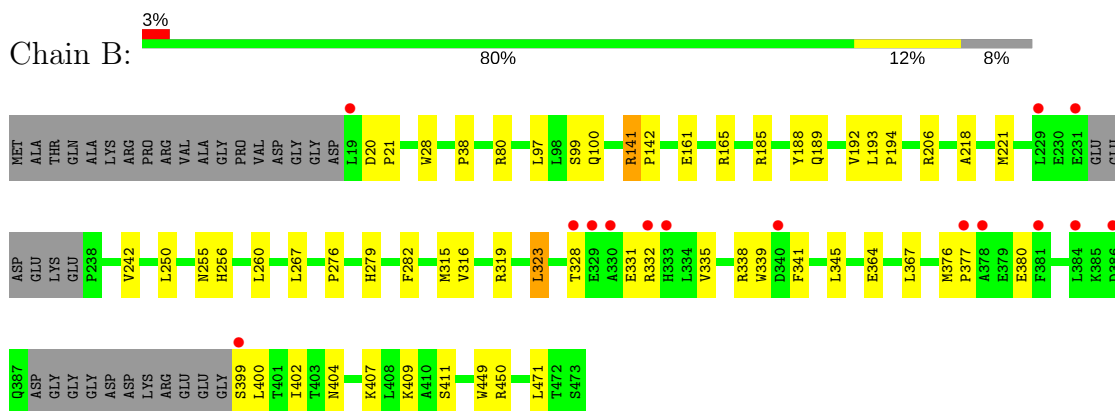 3%
Chain B:
80% 12% 8%
MET ALA THR GLN ALA LYS ARG PRO ARG VAL ALA GLY PRO VAL ASP GLY GLY ASP L19 D20 P21 W28 P38 R80 L97 L98 S99 Q100 R141 P142 E161 R165 R185 Y188 Q189 V192 L193 P194 R206 A218 M221 L229 E230 E231 GLU GLU
ASP GLU LYS GLU P238 V242 L250 N255 H256 L260 L267 P276 H279 F282 M315 V316 R319 L323 T328 E329 A330 E331 R332 H333 L334 V335 R338 W339 D340 F341 L345 E364 L367 M376 P377 A378 E379 E380 F381 L384 K385
Q387 ASP GLY GLY GLY ASP ASP LYS ARG GLU GLU GLY S399 L400 T401 I402 T403 N404 K407 L408 K409 A410 S411 W449 R450 L471 T472 S473